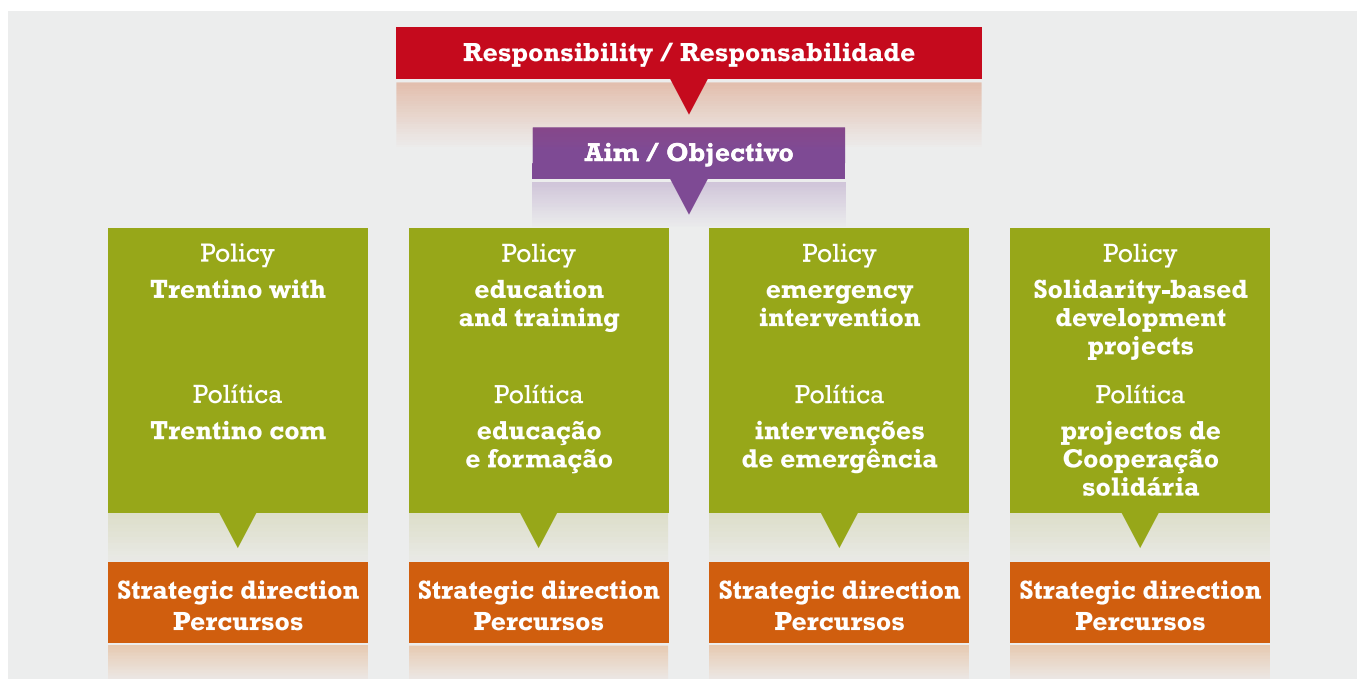 Responsibility / Responsabilidade
Aim / Objectivo
Policy
Trentino with
Política
Trentino com
Policy
education
and training
Política
educação
e formação
Policy
emergency
intervention
Política
intervenções
de emergência
Policy
Solidarity-based
development
projects
Política
projectos de
Cooperação
solidária
Strategic direction
Percursos
Strategic direction
Percursos
Strategic direction
Percursos
Strategic direction
Percursos